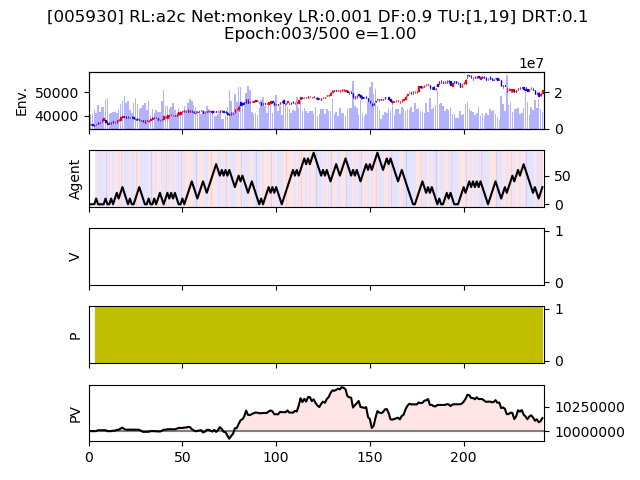 [005930] RL:a2c Net:monkey LR:0.001 DF:0.9 TU:[1,19] DRT:0.1
Epoch:003/500 e=1.00
1e7
Env.
50000
40000
2
0
Agent
50
0
V
1
0
P
1
0
PV
10250000
10000000
0 50 100 150 200